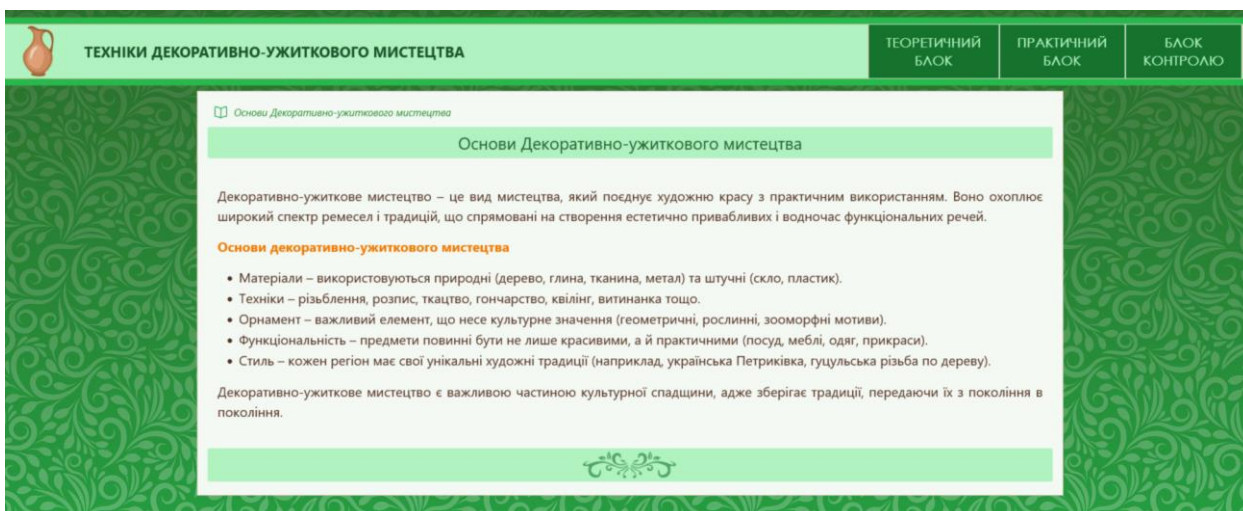 ТЕХНІКИ ДЕКОРАТИВНО-УЖИТКОВОГО МИСТЕЦТВА
ТЕОРЕТИЧНИЙ
БЛОК
ПРАКТИЧНИЙ
БЛОК
БЛОК
КОНТРОЛЮ
Основи Декоративно-ужиткового мистецтва
Основи Декоративно-ужиткового мистецтва
Декоративно-ужиткове мистецтво – це вид мистецтва, який поєднує художню красу з практичним використанням. Воно охоплює
широкий спектр ремесел і традицій, що спрямовані на створення естетично привабливих і водночас функціональних речей.
Основи декоративно-ужиткового мистецтва
• Матеріали – використовуються природні (дерево, глина, тканина, метал) та штучні (скло, пластик).
• Техніки – різьблення, розпис, ткацтво, гончарство, квілінг, витинанка тощо.
• Орнамент – важливий елемент, що несе культурне значення (геометричні, рослинні, зооморфні мотиви).
• Функціональність – предмети повинні бути не лише красивими, а й практичними (посуд, меблі, одяг, прикраси).
• Стиль – кожен регіон має свої унікальні художні традиції (наприклад, українська Петриківка, гуцульська різьба по дереву).
Декоративно-ужиткове мистецтво є важливою частиною культурної спадщини, адже зберігає традиції, передаючи їх з покоління в
покоління.